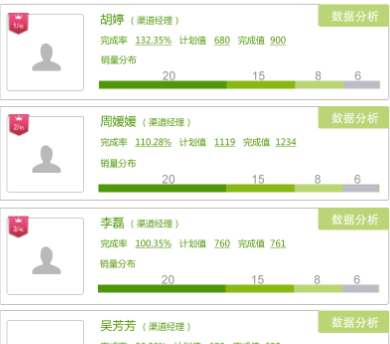 1/45
胡婷 ( 渠道经理 )
数据分析
完成率 132.35% 计划值 680 完成值 900
销量分布
20 15 8 6
2/45
周媛媛 ( 渠道经理 )
数据分析
完成率 110.28% 计划值 1119 完成值 1234
销量分布
20 15 8 6
李磊 ( 渠道经理 )
数据分析
完成率 100.35% 计划值 760 完成值 761
销量分布
20 15 8 6
吴芳芳 ( 渠道经理 )
数据分析